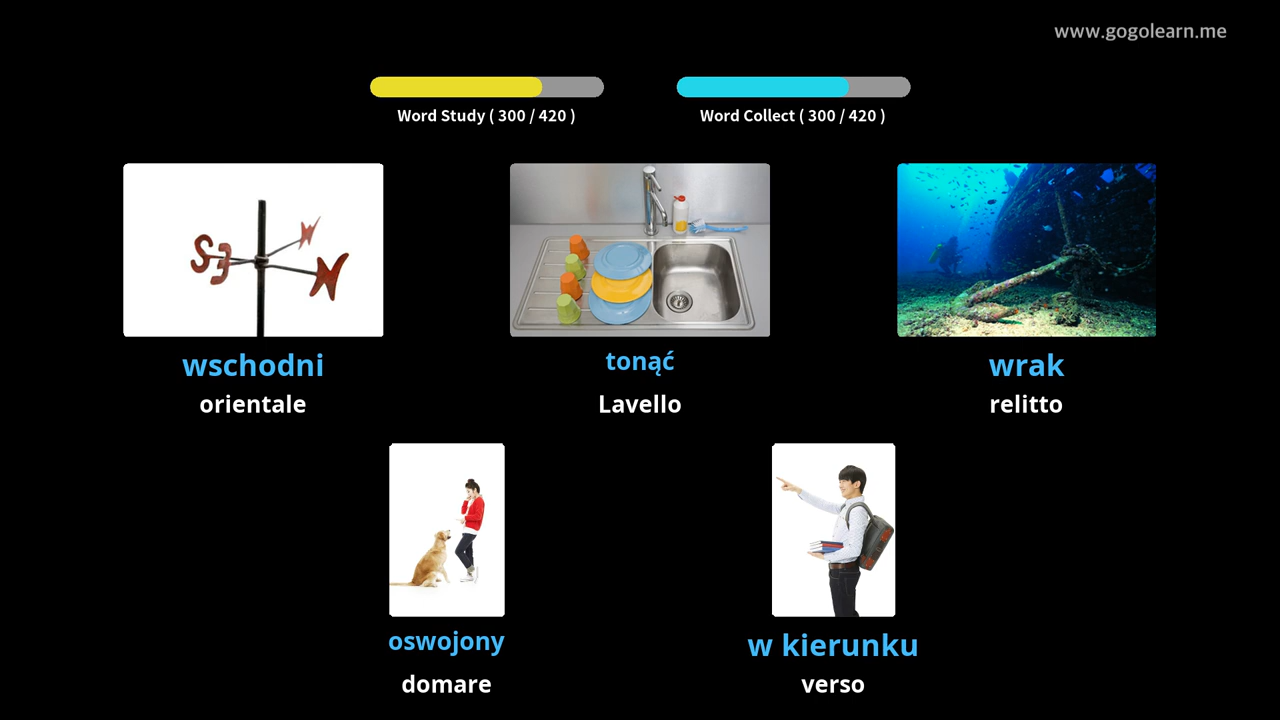 www.gogolearn.me
Word Study ( 300 / 420 )
Word Collect ( 300 / 420 )
wschodni
orientale
tonąć
Lavello
wrak
relitto
oswojony
domare
w kierunku
verso